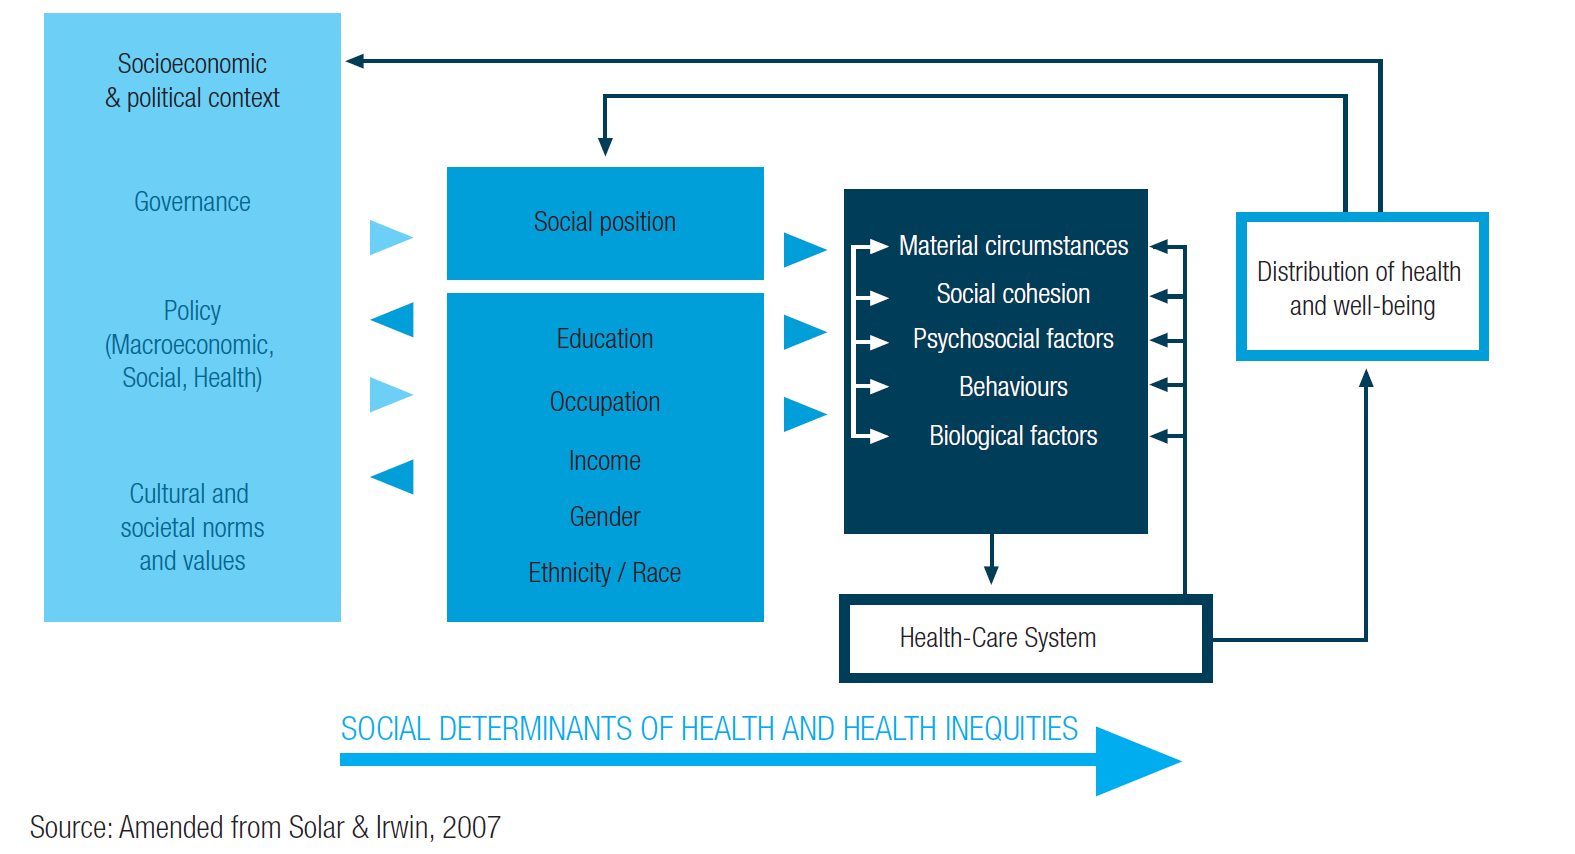 Socioeconomic
& political context
Governance
Policy
(Macroeconomic,
Social, Health)
Cultural and
societal norms
and values
Social position
Education
Occupation
Income
Gender
Ethnicity / Race
Material circumstances
Social cohesion
Psychosocial factors
Behaviours
Biological factors
Health-Care System
Distribution of health
and well-being
SOCIAL DETERMINANTS OF HEALTH AND HEALTH INEQUITIES
Source: Amended from Solar & Irwin, 2007